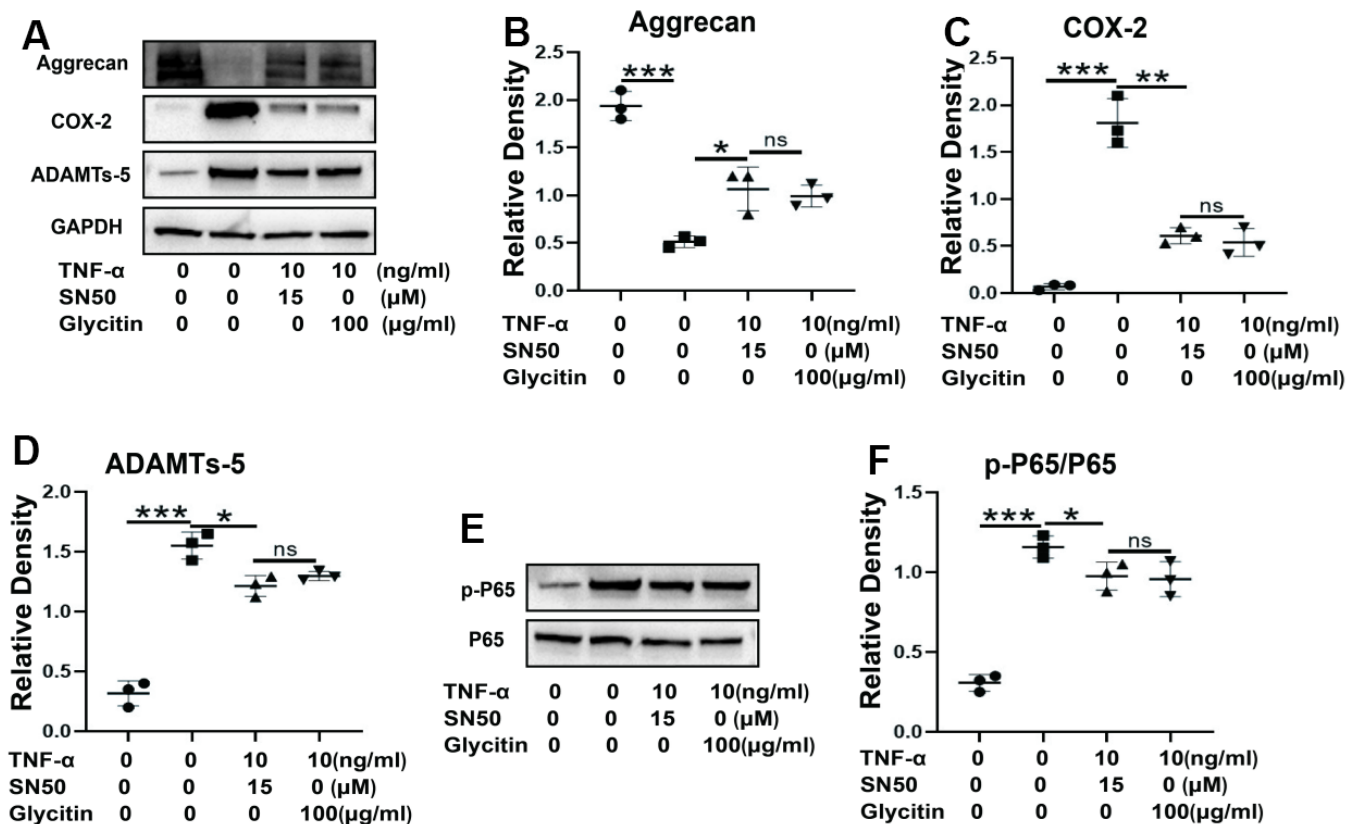 A
Aggrecan
COX-2
ADAMTs-5
GAPDH
TNF-α 0 0 10 10 (ng/ml)
SN50 0 0 15 0 (μM)
Glycitin 0 0 0 100 (μg/ml)
B
Aggrecan
Relative Density
2.5
2.0
1.5
1.0
0.5
0.0
***
*
ns
TNF-α 0 0 10 10(ng/ml)
SN50 0 0 15 0 (μM)
Glycitin 0 0 0 100(μg/ml)
C
COX-2
Relative Density
2.5
2.0
1.5
1.0
0.5
0.0
*** **
ns
TNF-α 0 0 10 10(ng/ml)
SN50 0 0 15 0 (μM)
Glycitin 0 0 0 100(μg/ml)
D
ADAMTs-5
Relative Density
2.0
1.5
1.0
0.5
0.0
*** *
ns
TNF-α 0 0 10 10(ng/ml)
SN50 0 0 15 0 (μM)
Glycitin 0 0 0 100(μg/ml)
E
p-P65
P65
TNF-α 0 0 10 10(ng/ml)
SN50 0 0 15 0 (μM)
Glycitin 0 0 0 100(μg/ml)
F
p-P65/P65
Relative Density
1.5
1.0
0.5
0.0
*** *
ns
TNF-α 0 0 10 10(ng/ml)
SN50 0 0 15 0 (μM)
Glycitin 0 0 0 100(μg/ml)